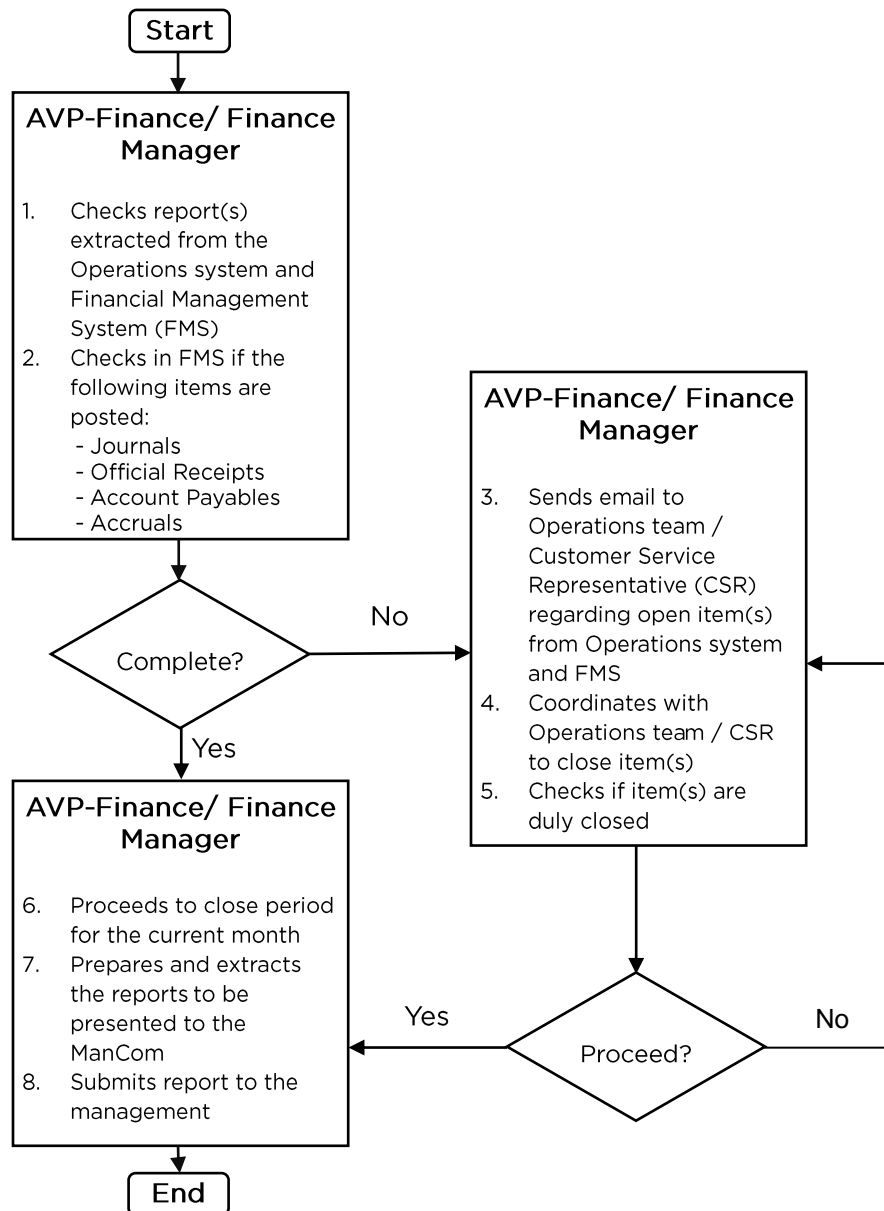 Start
AVP-Finance/ Finance
Manager
1. Checks report(s)
extracted from the
Operations system and
Financial Management
System (FMS)
2. Checks in FMS if the
following items are
posted:
- Journals
- Official Receipts
- Account Payables
- Accruals
Complete?
No
Yes
AVP-Finance/ Finance
Manager
3. Sends email to
Operations team /
Customer Service
Representative (CSR)
regarding open item(s)
from Operations system
and FMS
4. Coordinates with
Operations team / CSR
to close item(s)
5. Checks if item(s) are
duly closed
Proceed?
No
Yes
AVP-Finance/ Finance
Manager
6. Proceeds to close period
for the current month
7. Prepares and extracts
the reports to be
presented to the
ManCom
8. Submits report to the
management
End